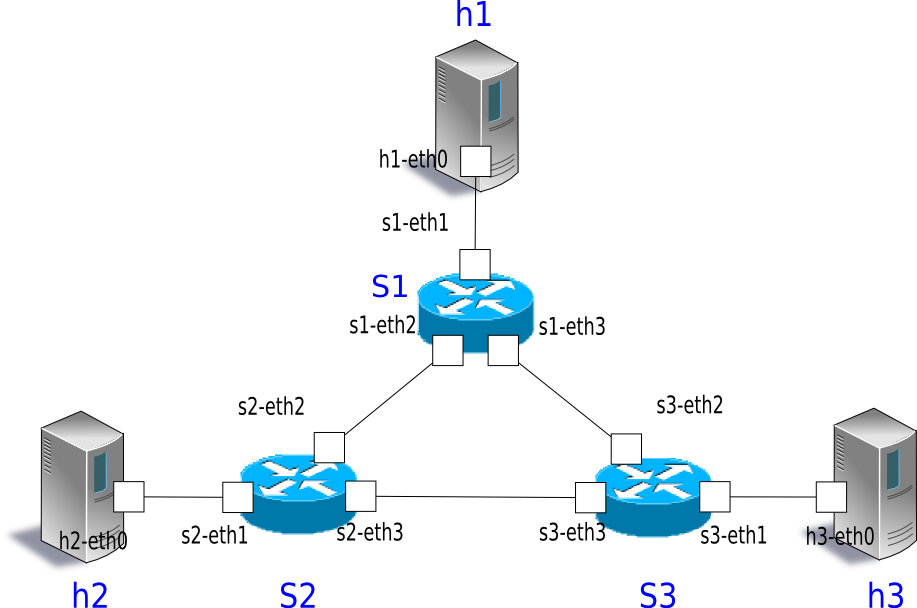 h1
h1-eth0
s1-eth1
S1
s1-eth2
s1-eth3
s2-eth2
s3-eth2
h2-eth0
s2-eth1
s2-eth3
s3-eth3
s3-eth1
h3-eth0
h2
S2
S3
h3